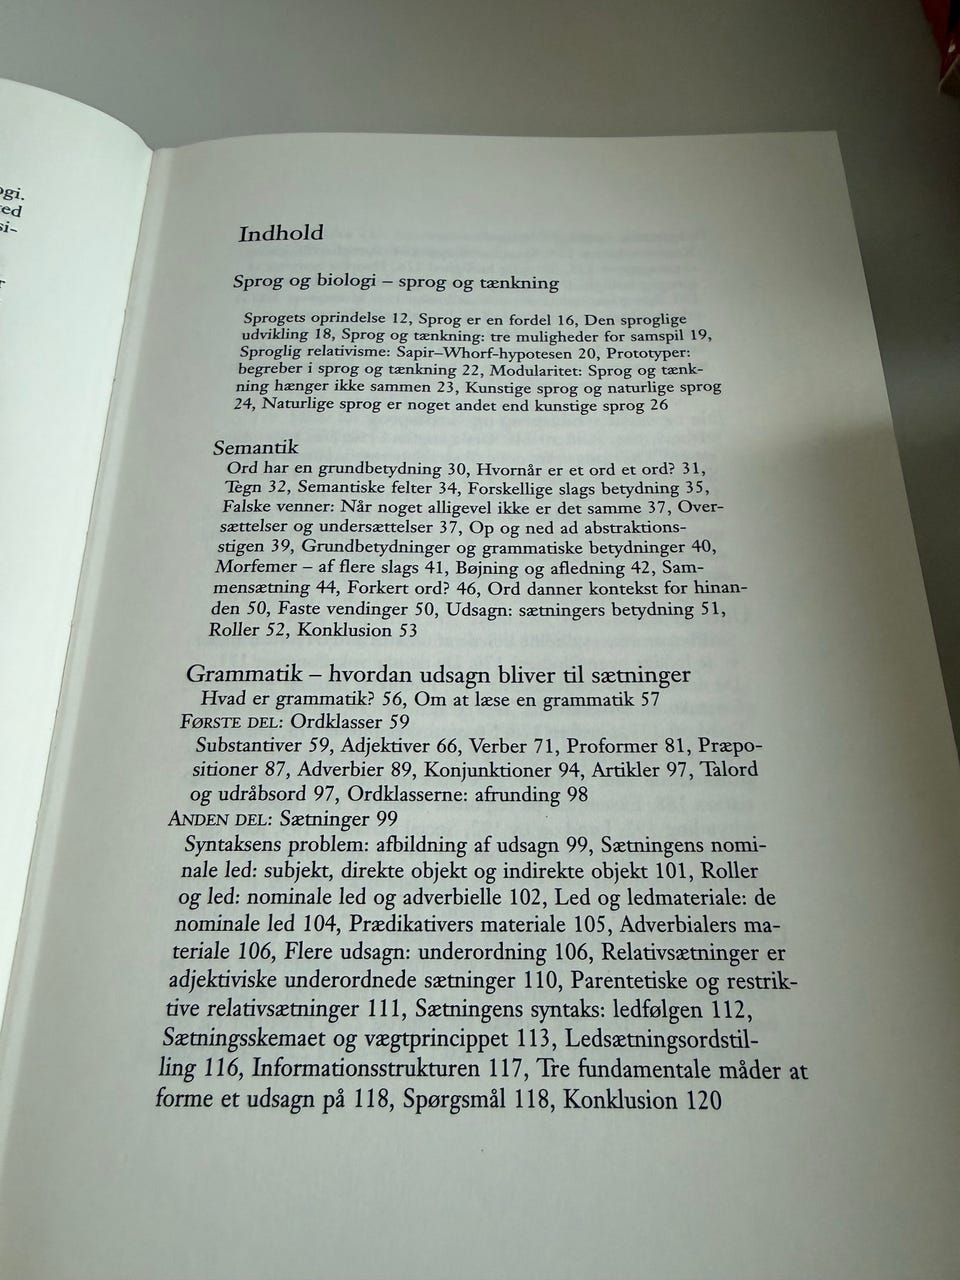 ogi.
Indhold
Sprog og biologi – sprog og tænkning
Sprogets oprindelse 12, Sprog er en fordel 16, Den sproglige
udvikling 18, Sprog og tænkning: tre muligheder for samspil 19,
Sproglig relativisme: Sapir–Whorf-hypotesen 20, Prototyper:
begreber i sprog og tænkning 22, Modularitet: Sprog og tænk-
ning hænger ikke sammen 23, Kunstige sprog og naturlige sprog
24, Naturlige sprog er noget andet end kunstige sprog 26
Semantik
Ord har en grundbetydning 30, Hvornår er et ord et ord? 31,
Tegn 32, Semantiske felter 34, Forskellige slags betydning 35,
Falske venner: Når noget alligevel ikke er det samme 37, Over-
sættelser og undersættelser 37, Op og ned ad abstraktions-
stigen 39, Grundbetydninger og grammatiske betydninger 40,
Morfemer – af flere slags 41, Bøjning og afledning 42, Sam-
mensætning 44, Forkert ord? 46, Ord danner kontekst for hinan-
den 50, Faste vendinger 50, Udsagn: sætningers betydning 51,
Roller 52, Konklusion 53
Grammatik – hvordan udsagn bliver til sætninger
Hvad er grammatik? 56, Om at læse en grammatik 57
FØRSTE DEL: Ordklasser 59
Substantiver 59, Adjektiver 66, Verber 71, Proformer 81, Præpo-
sitioner 87, Adverbier 89, Konjunktioner 94, Artikler 97, Talord
og udråbsord 97, Ordklasserne: afrunding 98
ANDEN DEL: Sætninger 99
Syntaksens problem: afbildning af udsagn 99, Sætningens nomi-
nale led: subjekt, direkte objekt og indirekte objekt 101, Roller
og led: nominale led og adverbielle 102, Led og ledmateriale: de
nominale led 104, Prædikativers materiale 105, Adverbialers ma-
teriale 106, Flere udsagn: underordning 106, Relativsætninger er
adjektiviske underordnede sætninger 110, Parentetiske og restrik-
tive relativsætninger 111, Sætningens syntaks: ledfølgen 112,
Sætningsskemaet og vægtprincippet 113, Ledsætningsordstil-
ling 116, Informationsstrukturen 117, Tre fundamentale måder at
forme et udsagn på 118, Spørgsmål 118, Konklusion 120